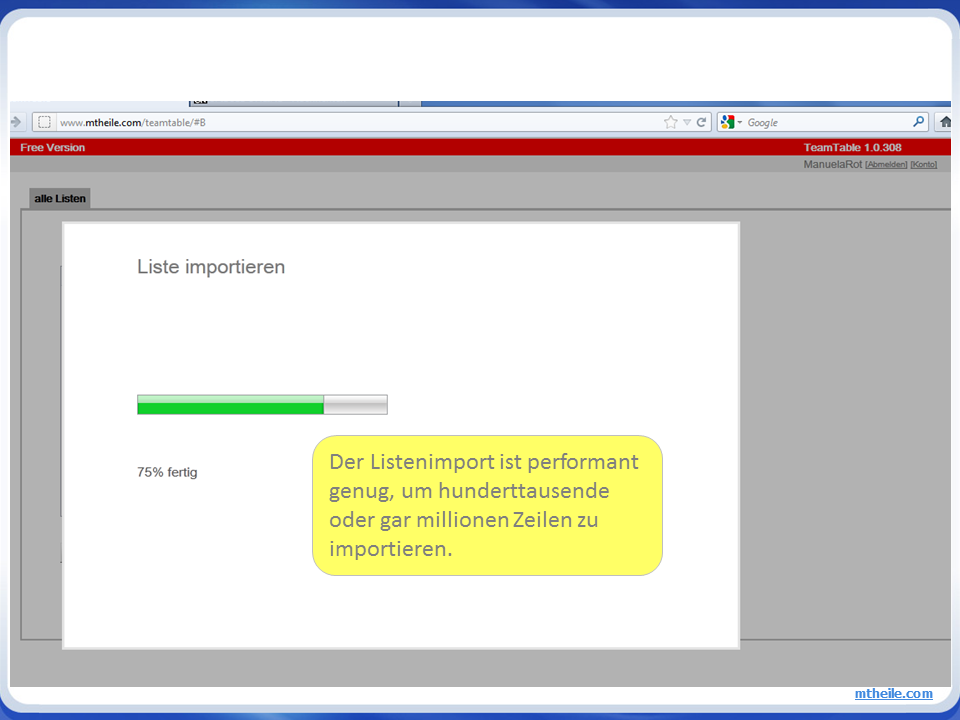 www.mtheile.com/teamtable/#B
Google
Free Version
TeamTable 1.0.308
ManuelaRot [Abmelden] [Konto]
alle Listen
Liste importieren
75% fertig
Der Listenimport ist performant
genug, um hunderttausende
oder gar millionen Zeilen zu
importieren.
mtheile.com